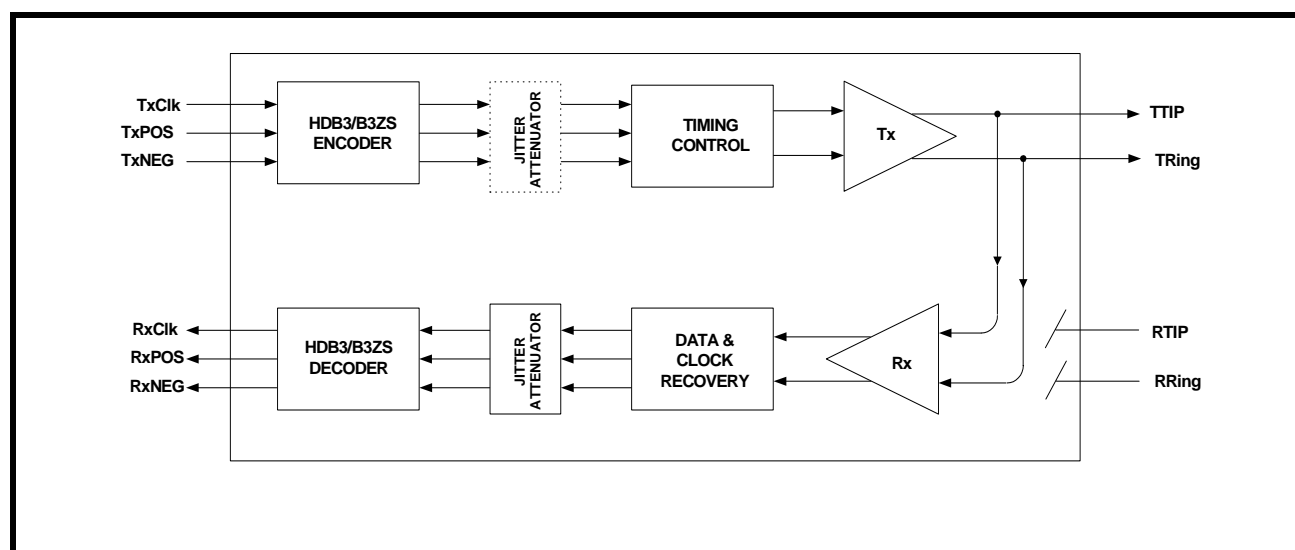 TxClk
TxPOS
TxNEG
HDB3/B3ZS
ENCODER
JITTER
ATTENUATOR
TIMING
CONTROL
Tx
TTIP
TRing
RxClk
RxPOS
RxNEG
HDB3/B3ZS
DECODER
JITTER
ATTENUATOR
DATA &
CLOCK
RECOVERY
Rx
RTIP
RRing